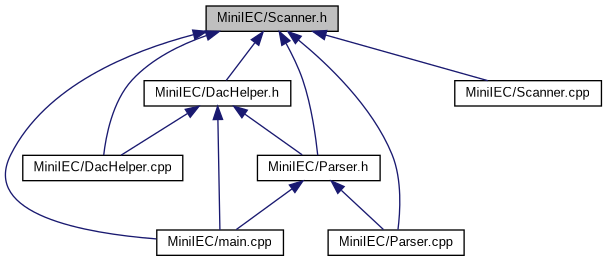 MiniIEC/Scanner.h
MiniIEC/DacHelper.h
MiniIEC/Scanner.cpp
MiniIEC/DacHelper.cpp
MiniIEC/Parser.h
MiniIEC/main.cpp
MiniIEC/Parser.cpp